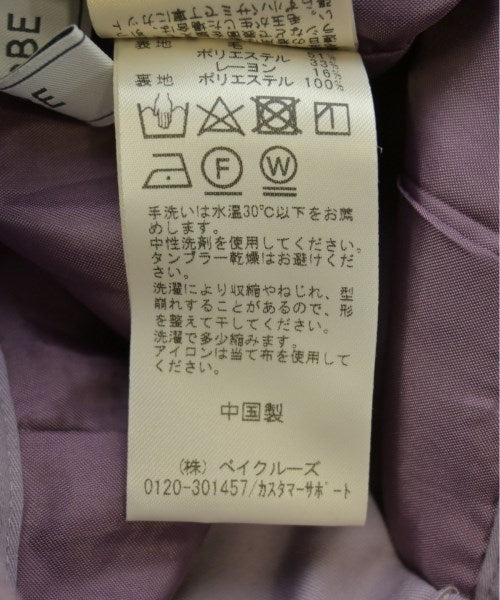 ポリエステル
レーヨン
裏地 ポリエステル 100%
F
W
手洗いは水温30℃以下をお薦
めします。
中性洗剤を使用してください。
タンブラー乾燥はお避けくだ
さい。
洗濯により収縮やねじれ、型
崩れすることがあるので、形
を整えて干してください。
洗濯で多少縮みます。
アイロンは当て布を使用して
ください。
中国製
(株) ベイクルーズ
0120-301457/カスタマーサポート
OBE
E